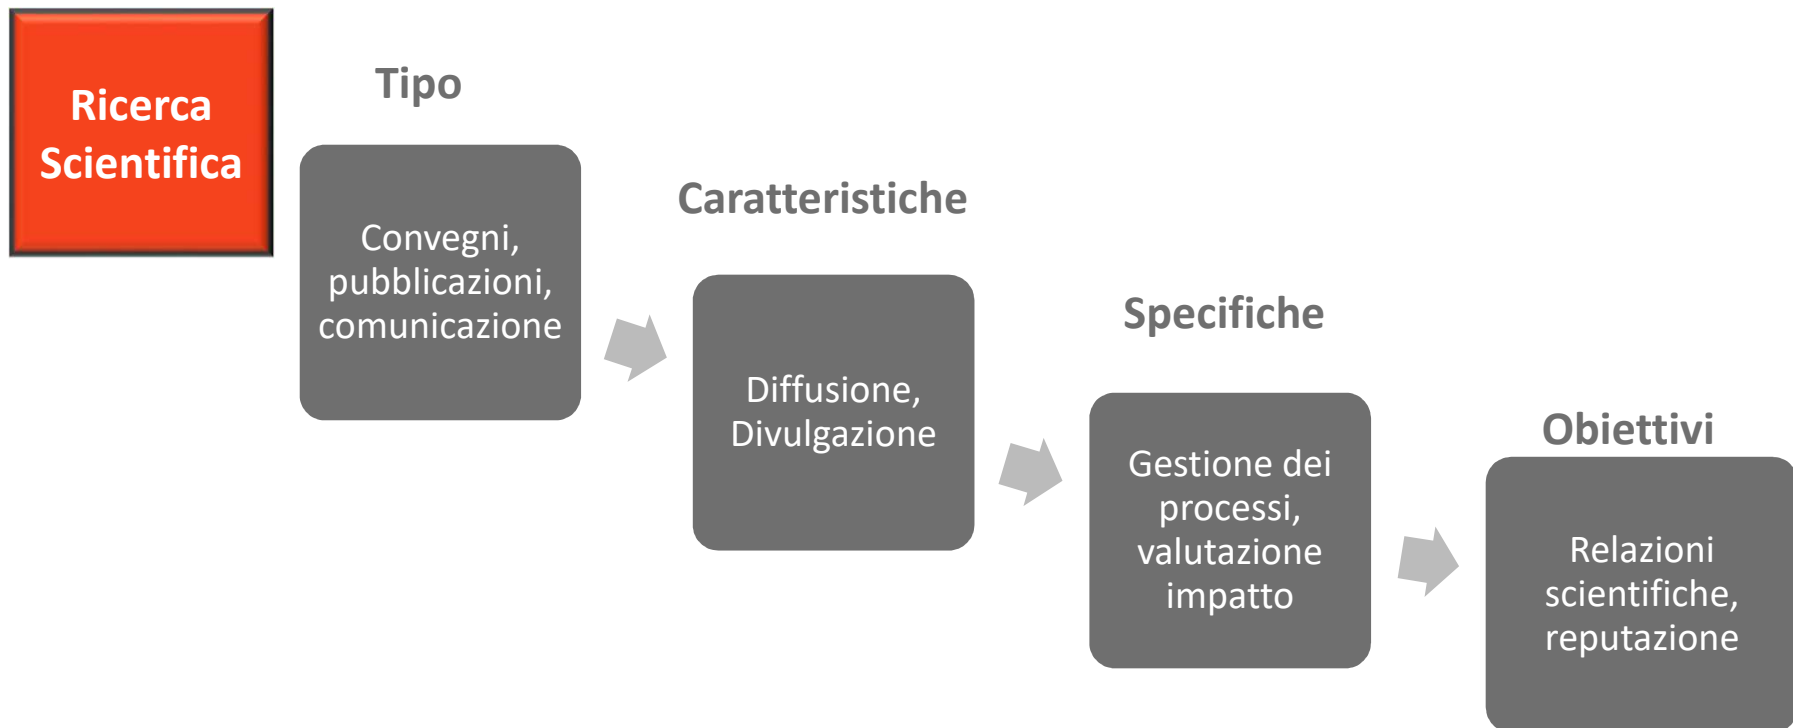 Ricerca
Scientifica
Tipo
Convegni,
pubblicazioni,
comunicazione
Caratteristiche
Diffusione,
Divulgazione
Specifiche
Gestione dei
processi,
valutazione
impatto
Obiettivi
Relazioni
scientifiche,
reputazione